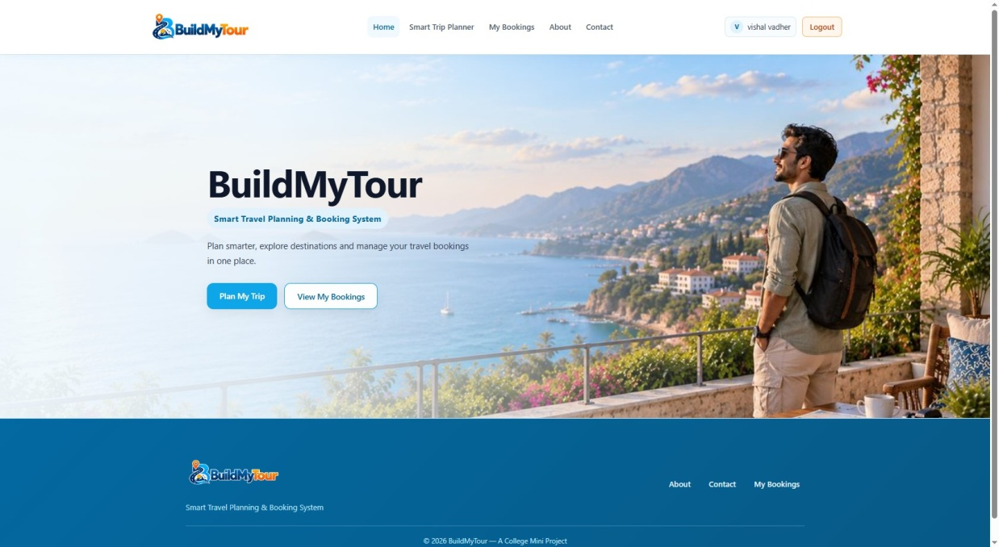 BuildMyTour
Home
Smart Trip Planner
My Bookings
About
Contact
V
vishal vadher
Logout
BuildMyTour
Smart Travel Planning & Booking System
Plan smarter, explore destinations and manage your travel bookings
in one place.
Plan My Trip
View My Bookings
BuildMyTour
Smart Travel Planning & Booking System
About
Contact
My Bookings
© 2026 BuildMyTour — A College Mini Project